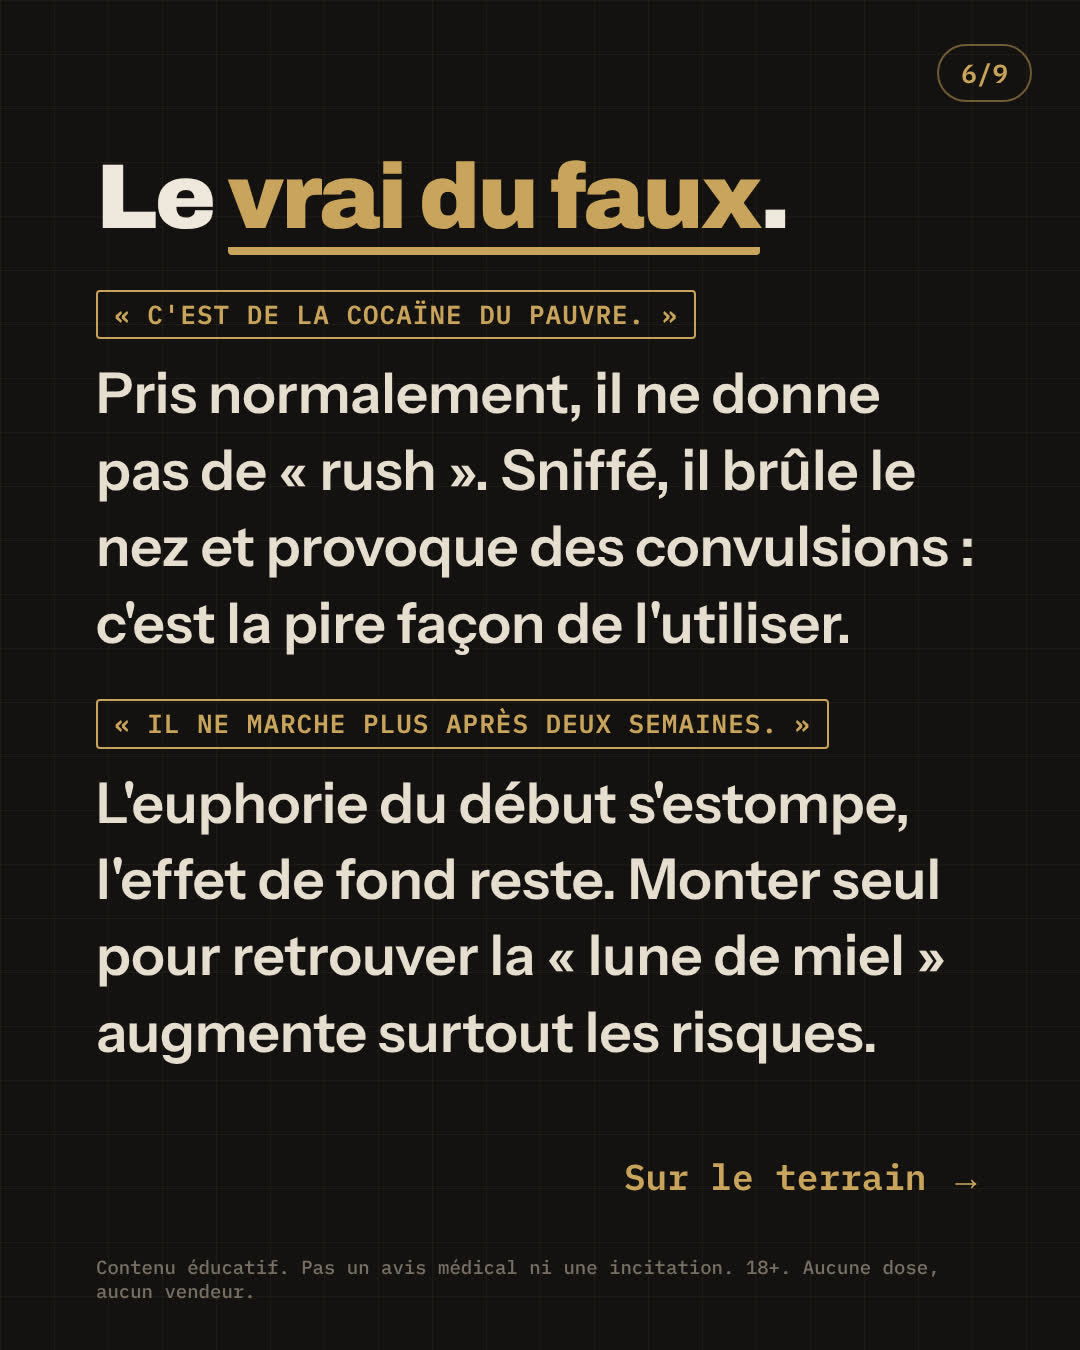 6/9
Le vrai du faux.
« C'EST DE LA COCAÏNE DU PAUVRE. »
Pris normalement, il ne donne
pas de « rush ». Sniffé, il brûle le
nez et provoque des convulsions :
c'est la pire façon de l'utiliser.
« IL NE MARCHE PLUS APRÈS DEUX SEMAINES. »
L'euphorie du début s'estompe,
l'effet de fond reste. Monter seul
pour retrouver la « lune de miel »
augmente surtout les risques.
Sur le terrain →
Contenu éducatif. Pas un avis médical ni une incitation. 18+. Aucune dose,
aucun vendeur.